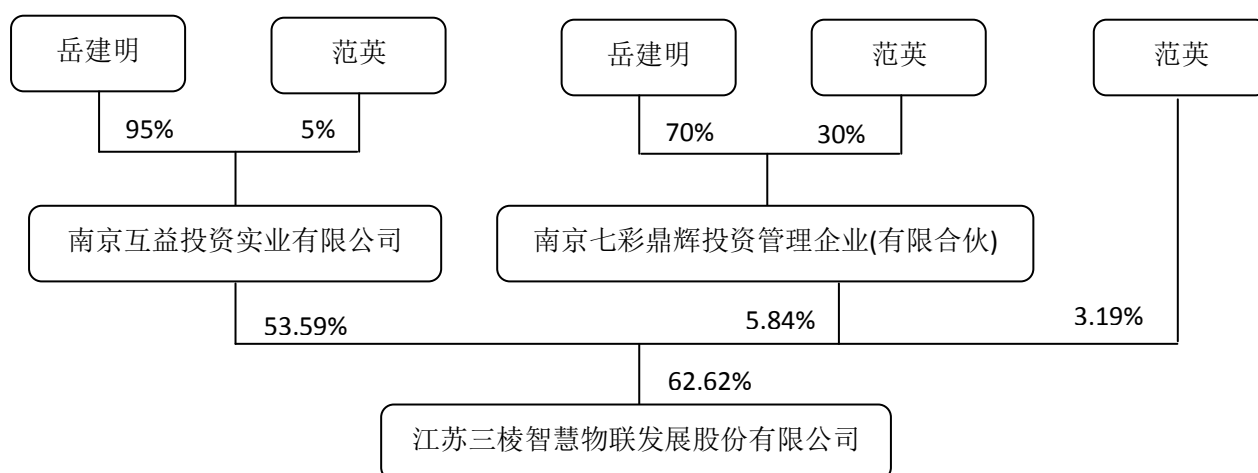 岳建明
范英
岳建明
范英
范英
95%
5%
70%
30%
南京互益投资实业有限公司
南京七彩鼎辉投资管理企业(有限合伙)
53.59%
5.84%
3.19%
62.62%
江苏三棱智慧物联发展股份有限公司